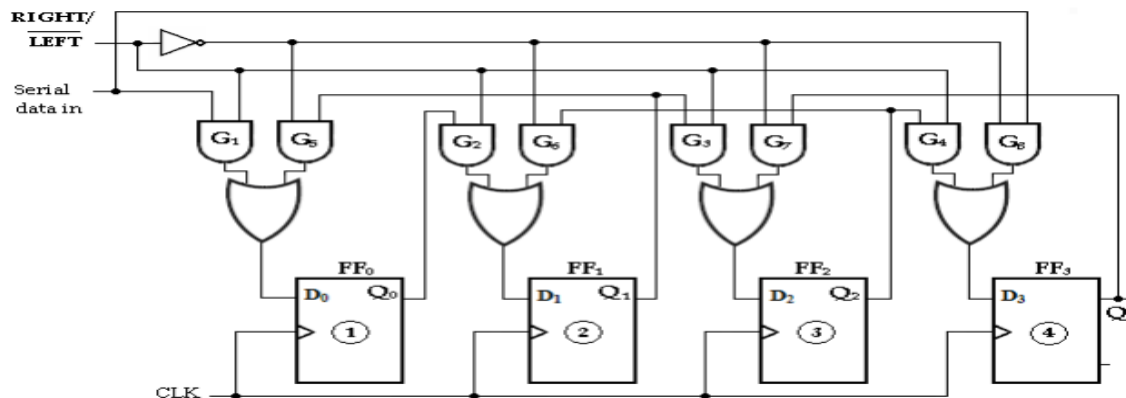 RIGHT/
LEFT
Serial
data in
G₁ G₅ G₂ G₆ G₃ G₇ G₄ G₈
FF₀ FF₁ FF₂ FF₃
D₀ Q₀ D₁ Q₁ D₂ Q₂ D₃
Q
1 2 3 4
CLK